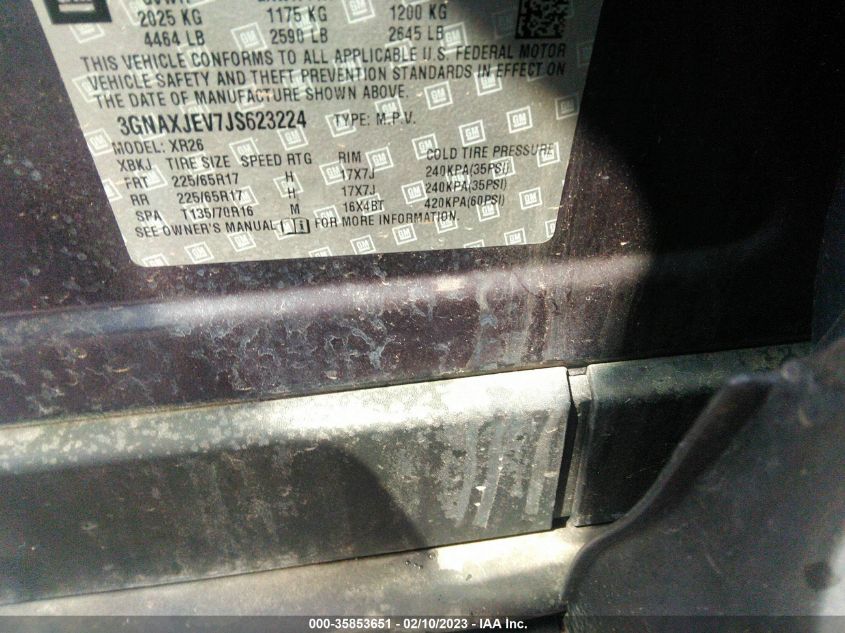 2025 KG 1175 KG 1200 KG
4464 LB 2590 LB 2645 LB
THIS VEHICLE CONFORMS TO ALL APPLICABLE U.S. FEDERAL MOTOR
VEHICLE SAFETY AND THEFT PREVENTION STANDARDS IN EFFECT ON
THE DATE OF MANUFACTURE SHOWN ABOVE.
3GNAXJEV7JS623224 TYPE: M.P.V.
MODEL: XR26
XBKJ TIRE SIZE SPEED RTG RIM COLD TIRE PRESSURE
FRT 225/65R17 H 17X7J 240KPA(35PSI)
RR 225/65R17 H 17X7J 240KPA(35PSI)
SPA T135/70R16 M 16X4BT 420KPA(60PSI)
SEE OWNER'S MANUAL FOR MORE INFORMATION.
000-35853651 - 02/10/2023 - IAA Inc.